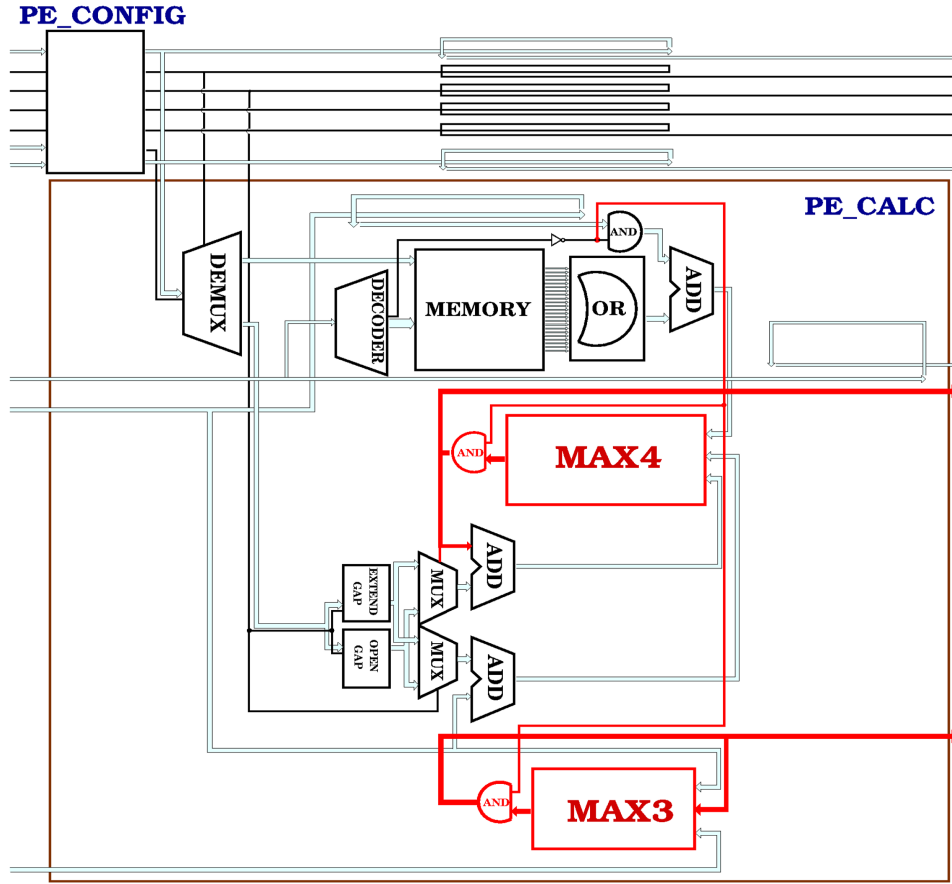 PE_CONFIG
PE_CALC
DEMUX
DECODER
MEMORY
OR
AND
ADD
AND
MAX4
EXTEND
GAP
OPEN
GAP
MUX
MUX
ADD
ADD
AND
MAX3